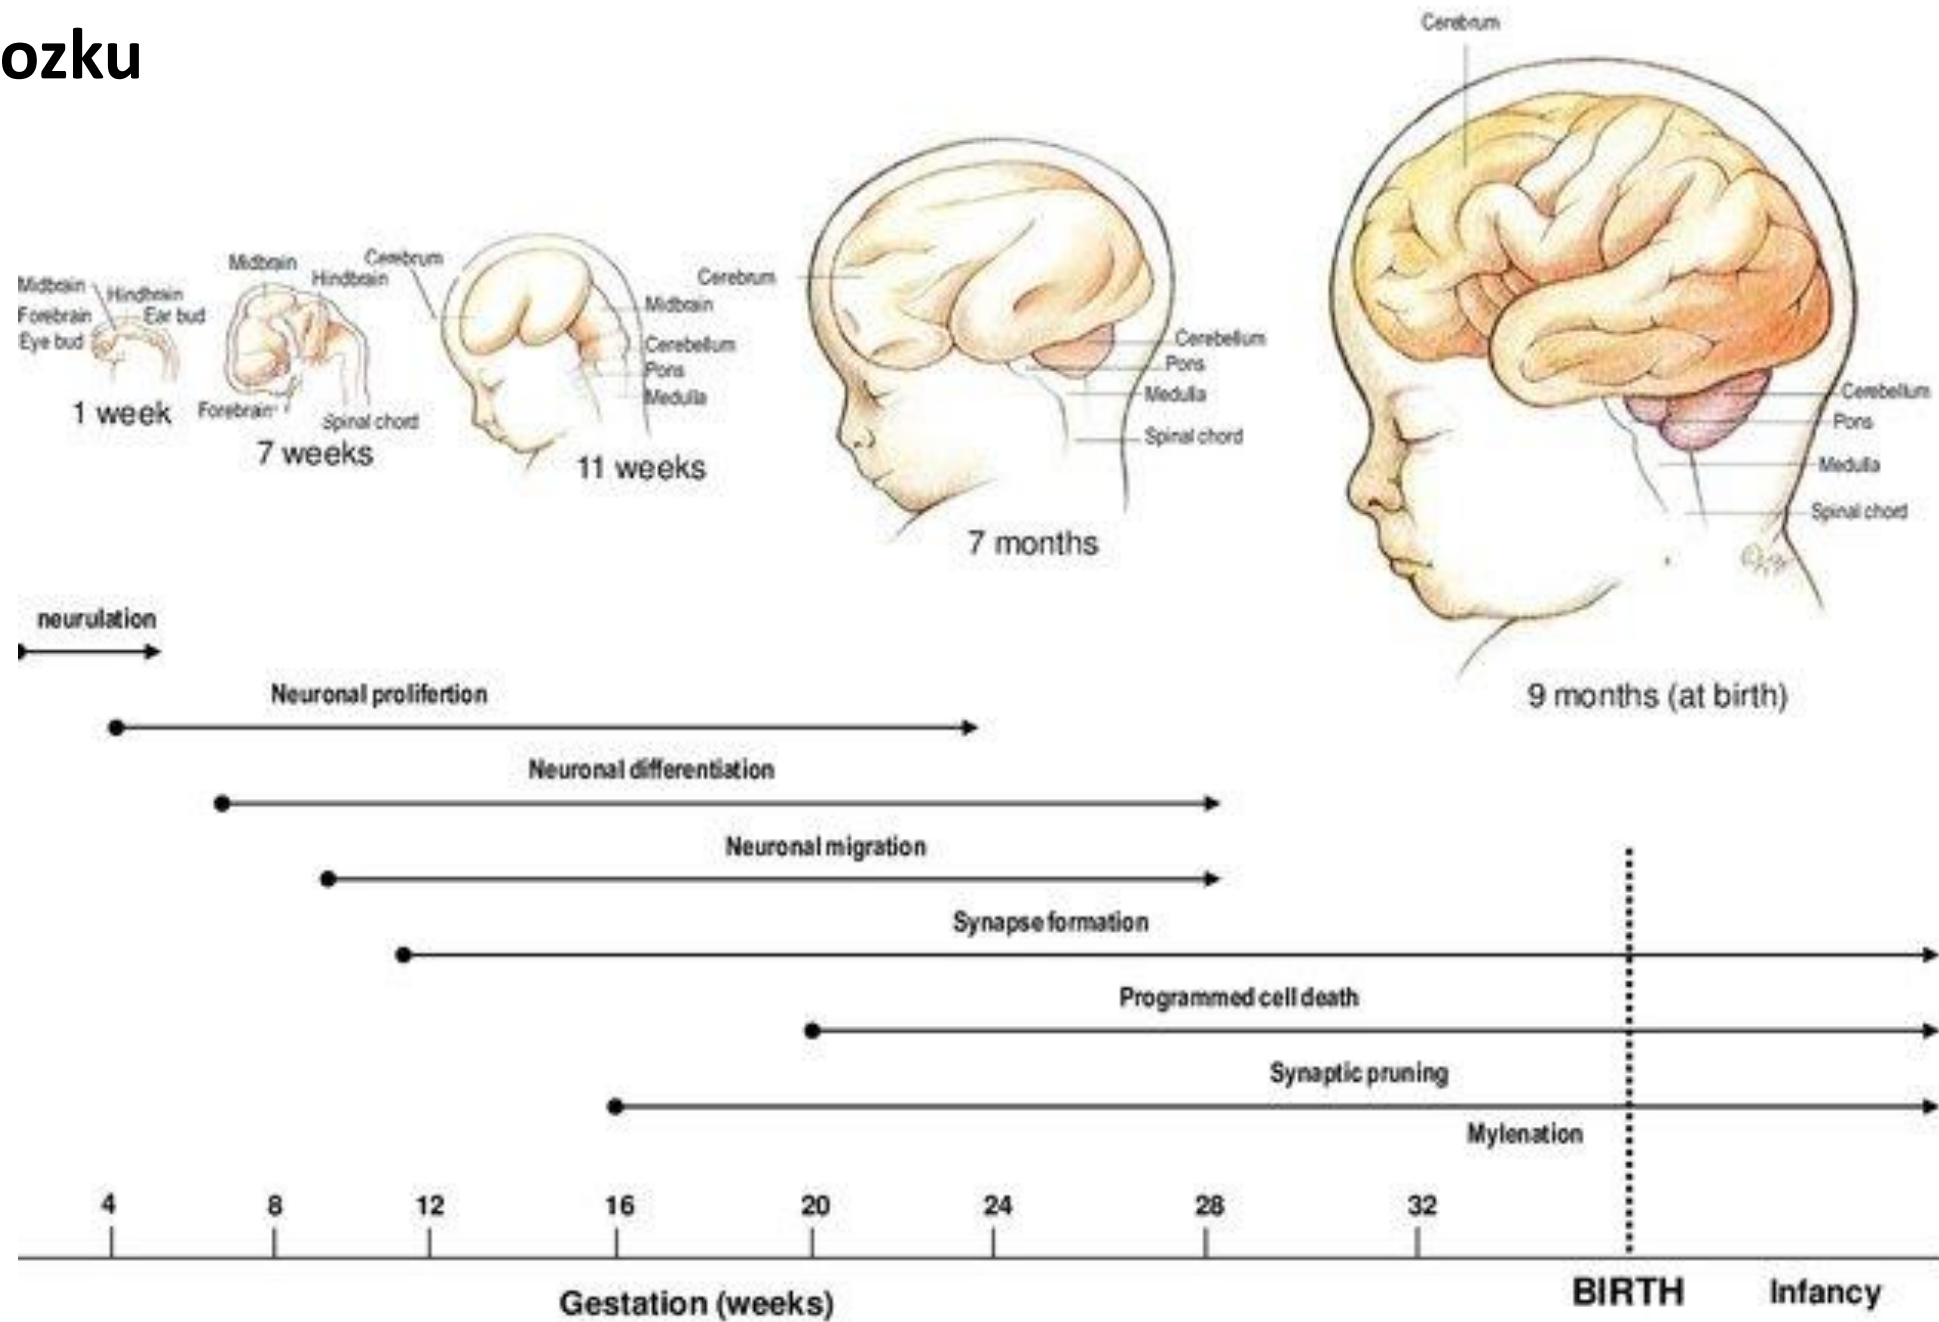 ozku
Cerebrum
Midbrain
Hindbrain
Forebrain
Ear bud
Eye bud
1 week
Midbrain
Hindbrain
Forebrain
Spinal chord
7 weeks
Cerebrum
Midbrain
Cerebellum
Pons
Medulla
11 weeks
Cerebrum
Cerebellum
Pons
Medulla
Spinal chord
7 months
Cerebellum
Pons
Medulla
Spinal chord
9 months (at birth)
neurulation
Neuronal prolifertion
Neuronal differentiation
Neuronal migration
Synapse formation
Programmed cell death
Synaptic pruning
Mylenation
4 8 12 16 20 24 28 32
Gestation (weeks)
BIRTH
Infancy